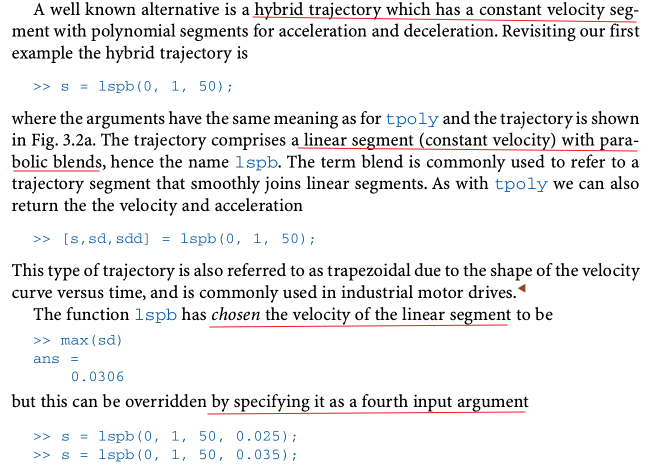 A well known alternative is a hybrid trajectory which has a constant velocity seg-
ment with polynomial segments for acceleration and deceleration. Revisiting our first
example the hybrid trajectory is
>> s = lspb(0, 1, 50);
where the arguments have the same meaning as for tpoly and the trajectory is shown
in Fig. 3.2a. The trajectory comprises a linear segment (constant velocity) with para-
bolic blends, hence the name lspb. The term blend is commonly used to refer to a
trajectory segment that smoothly joins linear segments. As with tpoly we can also
return the the velocity and acceleration
>> [s,sd,sdd] = lspb(0, 1, 50);
This type of trajectory is also referred to as trapezoidal due to the shape of the velocity
curve versus time, and is commonly used in industrial motor drives.◄
The function lspb has chosen the velocity of the linear segment to be
>> max(sd)
ans =
0.0306
but this can be overridden by specifying it as a fourth input argument
>> s = lspb(0, 1, 50, 0.025);
>> s = lspb(0, 1, 50, 0.035);